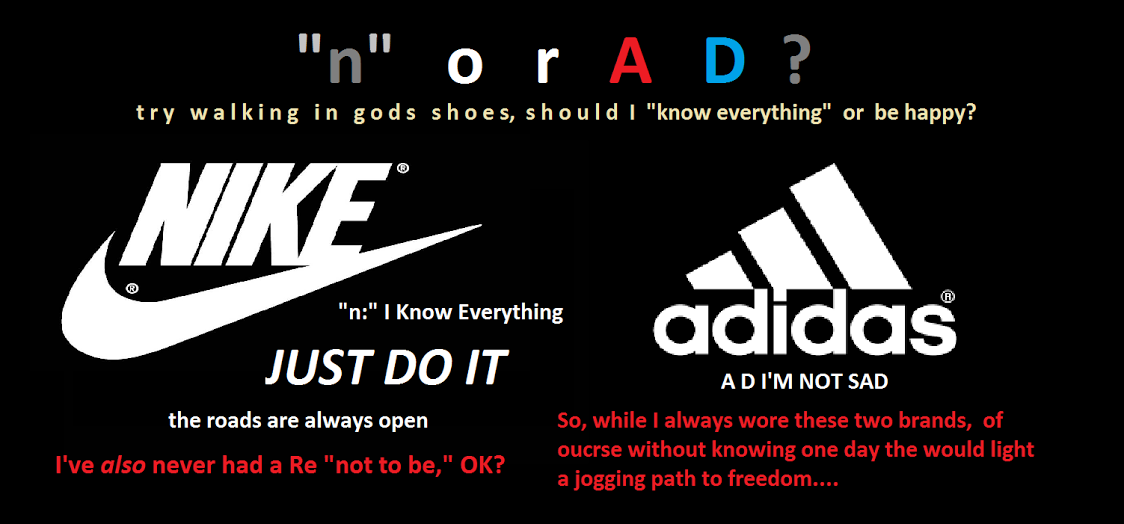 "n" or A D ?
try walking in gods shoes, should I "know everything" or be happy?
NIKE®
®
"n:" I Know Everything
JUST DO IT
the roads are always open
I've also never had a Re "not to be," OK?
adidas®
A D I'M NOT SAD
So, while I always wore these two brands, of
oucrse without knowing one day the would light
a jogging path to freedom....